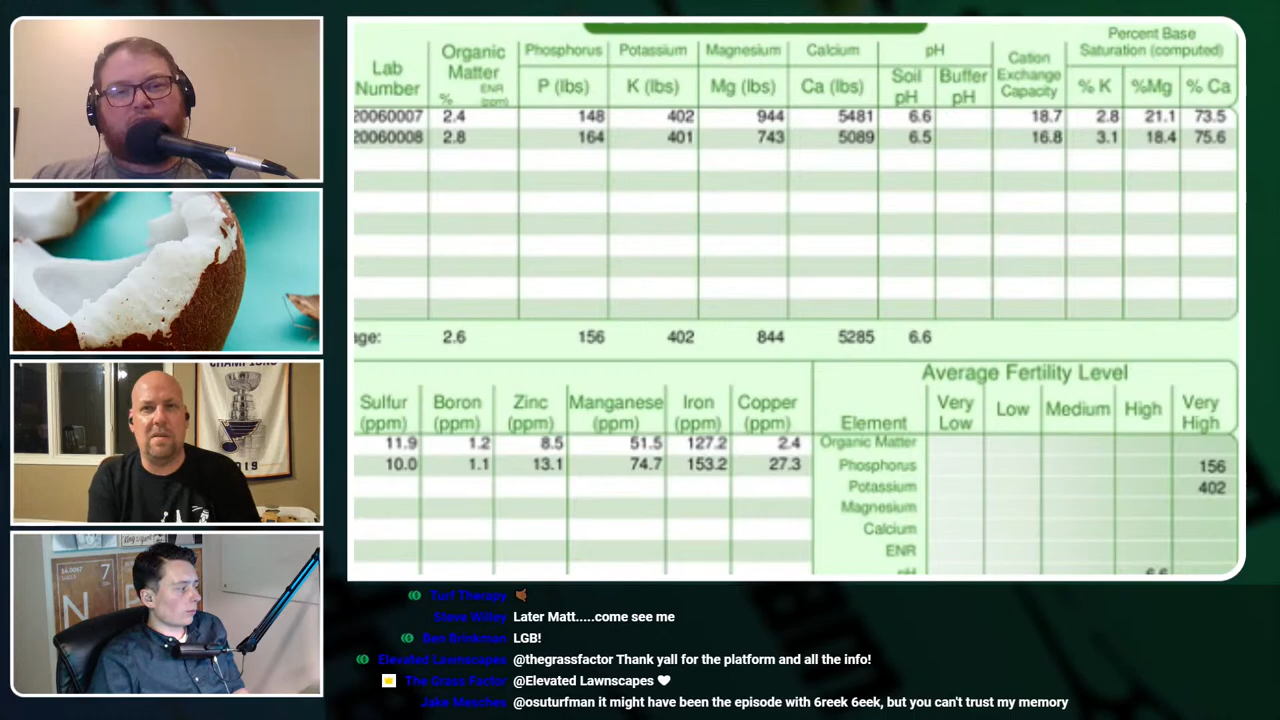 Percent Base
Saturation (computed)
Lab
Number
Organic
Matter
%
ENR
(ppm)
Phosphorus
P (lbs)
Potassium
K (lbs)
Magnesium
Mg (lbs)
Calcium
Ca (lbs)
pH
Soil
pH
Buffer
pH
Cation
Exchange
Capacity
% K
%Mg
% Ca
20060007 2.4 148 402 944 5481 6.6 18.7 2.8 21.1 73.5
20060008 2.8 164 401 743 5089 6.5 16.8 3.1 18.4 75.6
age: 2.6 156 402 844 5285 6.6
Average Fertility Level
Sulfur
(ppm)
Boron
(ppm)
Zinc
(ppm)
Manganese
(ppm)
Iron
(ppm)
Copper
(ppm)
Element
Very
Low
Low
Medium
High
Very
High
11.9 1.2 8.5 51.5 127.2 2.4
10.0 1.1 13.1 74.7 153.2 27.3
Organic Matter
Phosphorus 156
Potassium 402
Magnesium
Calcium
ENR
pH 6.6
CHAMPIONS
19
14.0067 7
N
Turf Therapy
Steve Willey Later Matt.....come see me
Ben Brinkman LGB!
Elevated Lawnscapes @thegrassfactor Thank yall for the platform and all the info!
The Grass Factor @Elevated Lawnscapes
Jake Mesches @osuturfman it might have been the episode with 6reek 6eek, but you can't trust my memory